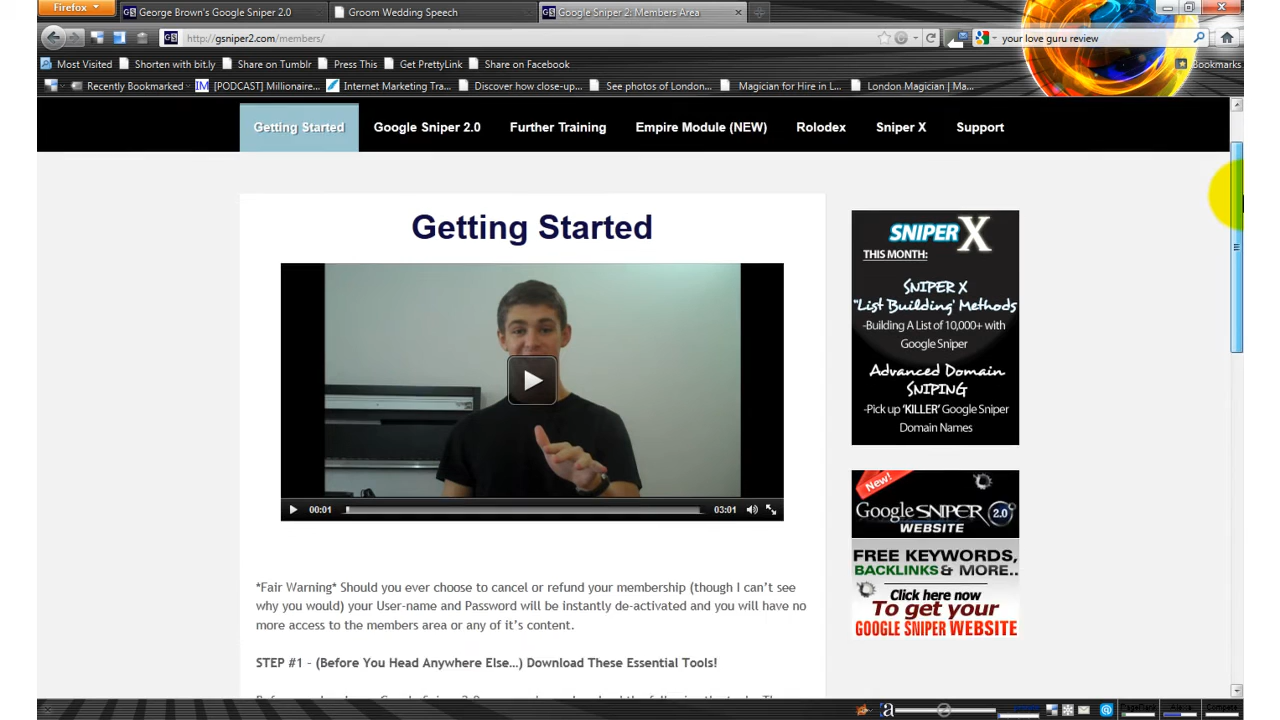 Firefox
George Brown's Google Sniper 2.0
Groom Wedding Speech
Google Sniper 2: Members Area
http://gsniper2.com/members/
your love guru review
Most Visited
Shorten with bit.ly
Share on Tumblr
Press This
Get PrettyLink
Share on Facebook
Bookmarks
Recently Bookmarked
IM
[PODCAST] Millionaire...
Internet Marketing Tra...
Discover how close-up...
See photos of London...
Magician for Hire in L...
London Magician | Ma...
Getting Started
Google Sniper 2.0
Further Training
Empire Module (NEW)
Rolodex
Sniper X
Support
Getting Started
00:01
03:01
*Fair Warning* Should you ever choose to cancel or refund your membership (though I can't see
why you would) your User-name and Password will be instantly de-activated and you will have no
more access to the members area or any of it's content.
STEP #1 – (Before You Head Anywhere Else...) Download These Essential Tools!
SNIPER X
THIS MONTH:
SNIPER X
"List Building' Methods
-Building A List of 10,000+ with
Google Sniper
Advanced Domain
SNIPING
-Pick up 'KILLER' Google Sniper
Domain Names
New!
Google SNIPER 2.0
WEBSITE
FREE KEYWORDS,
BACKLINKS & MORE..
Click here now
To get your
GOOGLE SNIPER WEBSITE